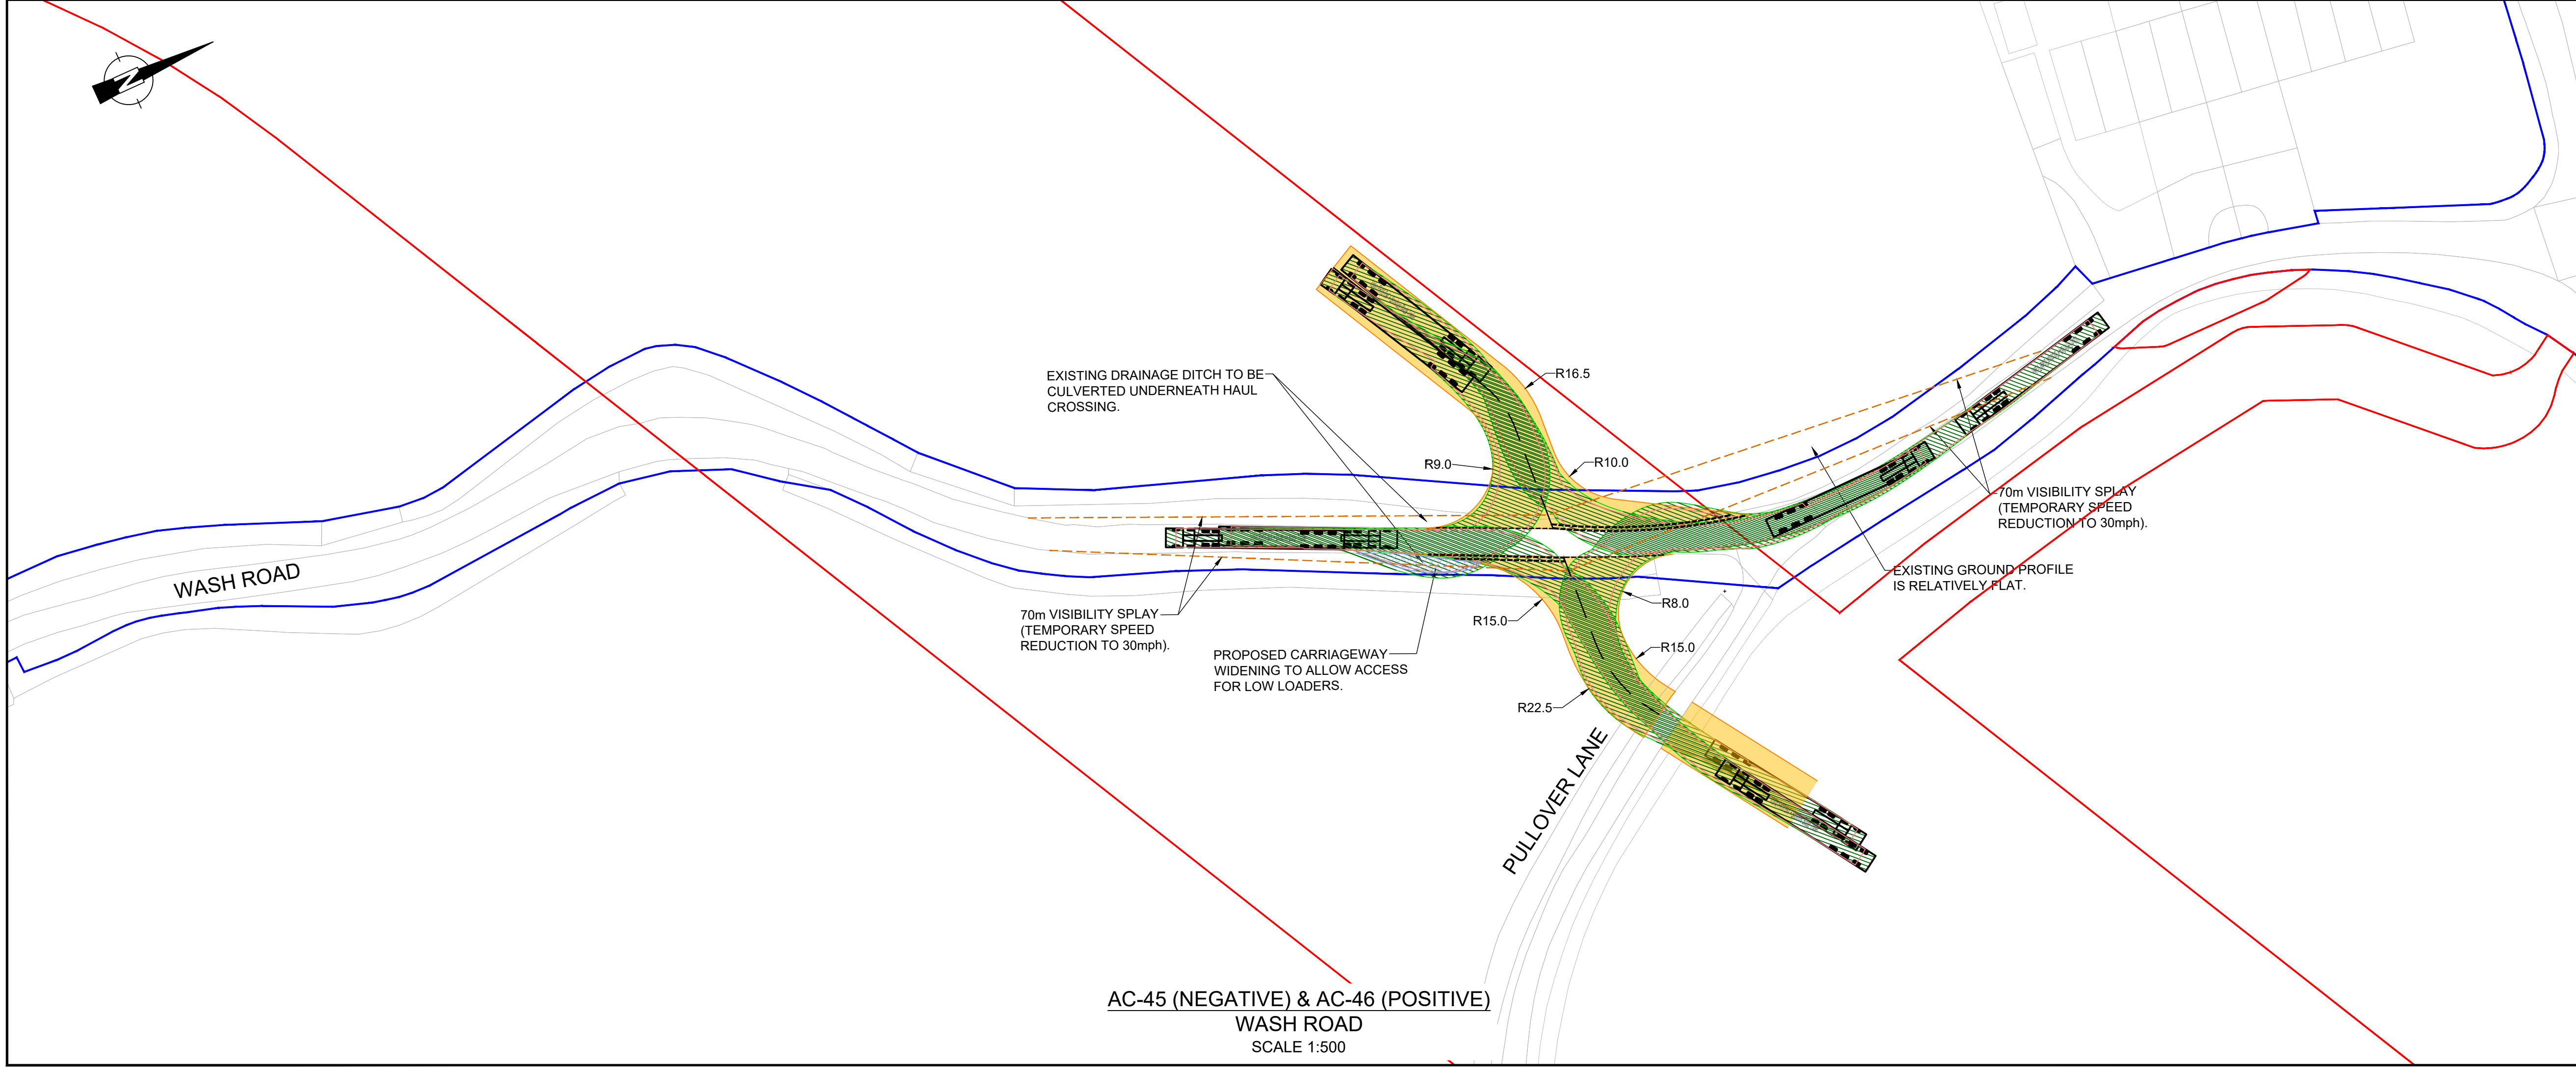 N
EXISTING DRAINAGE DITCH TO BE
CULVERTED UNDERNEATH HAUL
CROSSING.
R16.5
R9.0
R10.0
70m VISIBILITY SPLAY
(TEMPORARY SPEED
REDUCTION TO 30mph).
EXISTING GROUND PROFILE
IS RELATIVELY FLAT.
WASH ROAD
70m VISIBILITY SPLAY
(TEMPORARY SPEED
REDUCTION TO 30mph).
R8.0
R15.0
PROPOSED CARRIAGEWAY
WIDENING TO ALLOW ACCESS
FOR LOW LOADERS.
R15.0
R22.5
PULLOVER LANE
AC-45 (NEGATIVE) & AC-46 (POSITIVE)
WASH ROAD
SCALE 1:500